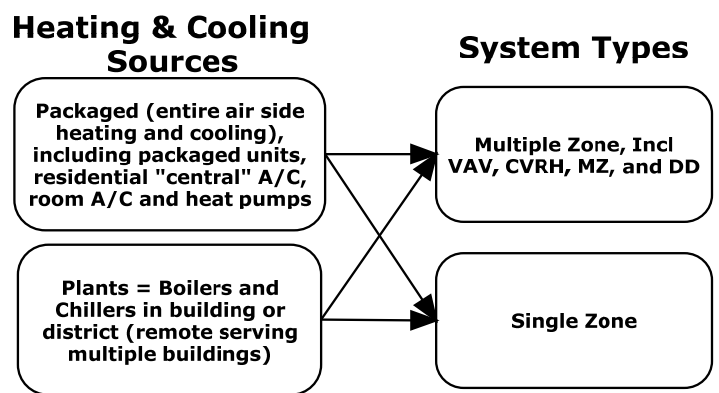 Heating & Cooling
Sources
System Types
Packaged (entire air side
heating and cooling),
including packaged units,
residential "central" A/C,
room A/C and heat pumps
Multiple Zone, Incl
VAV, CVRH, MZ, and DD
Plants = Boilers and
Chillers in building or
district (remote serving
multiple buildings)
Single Zone